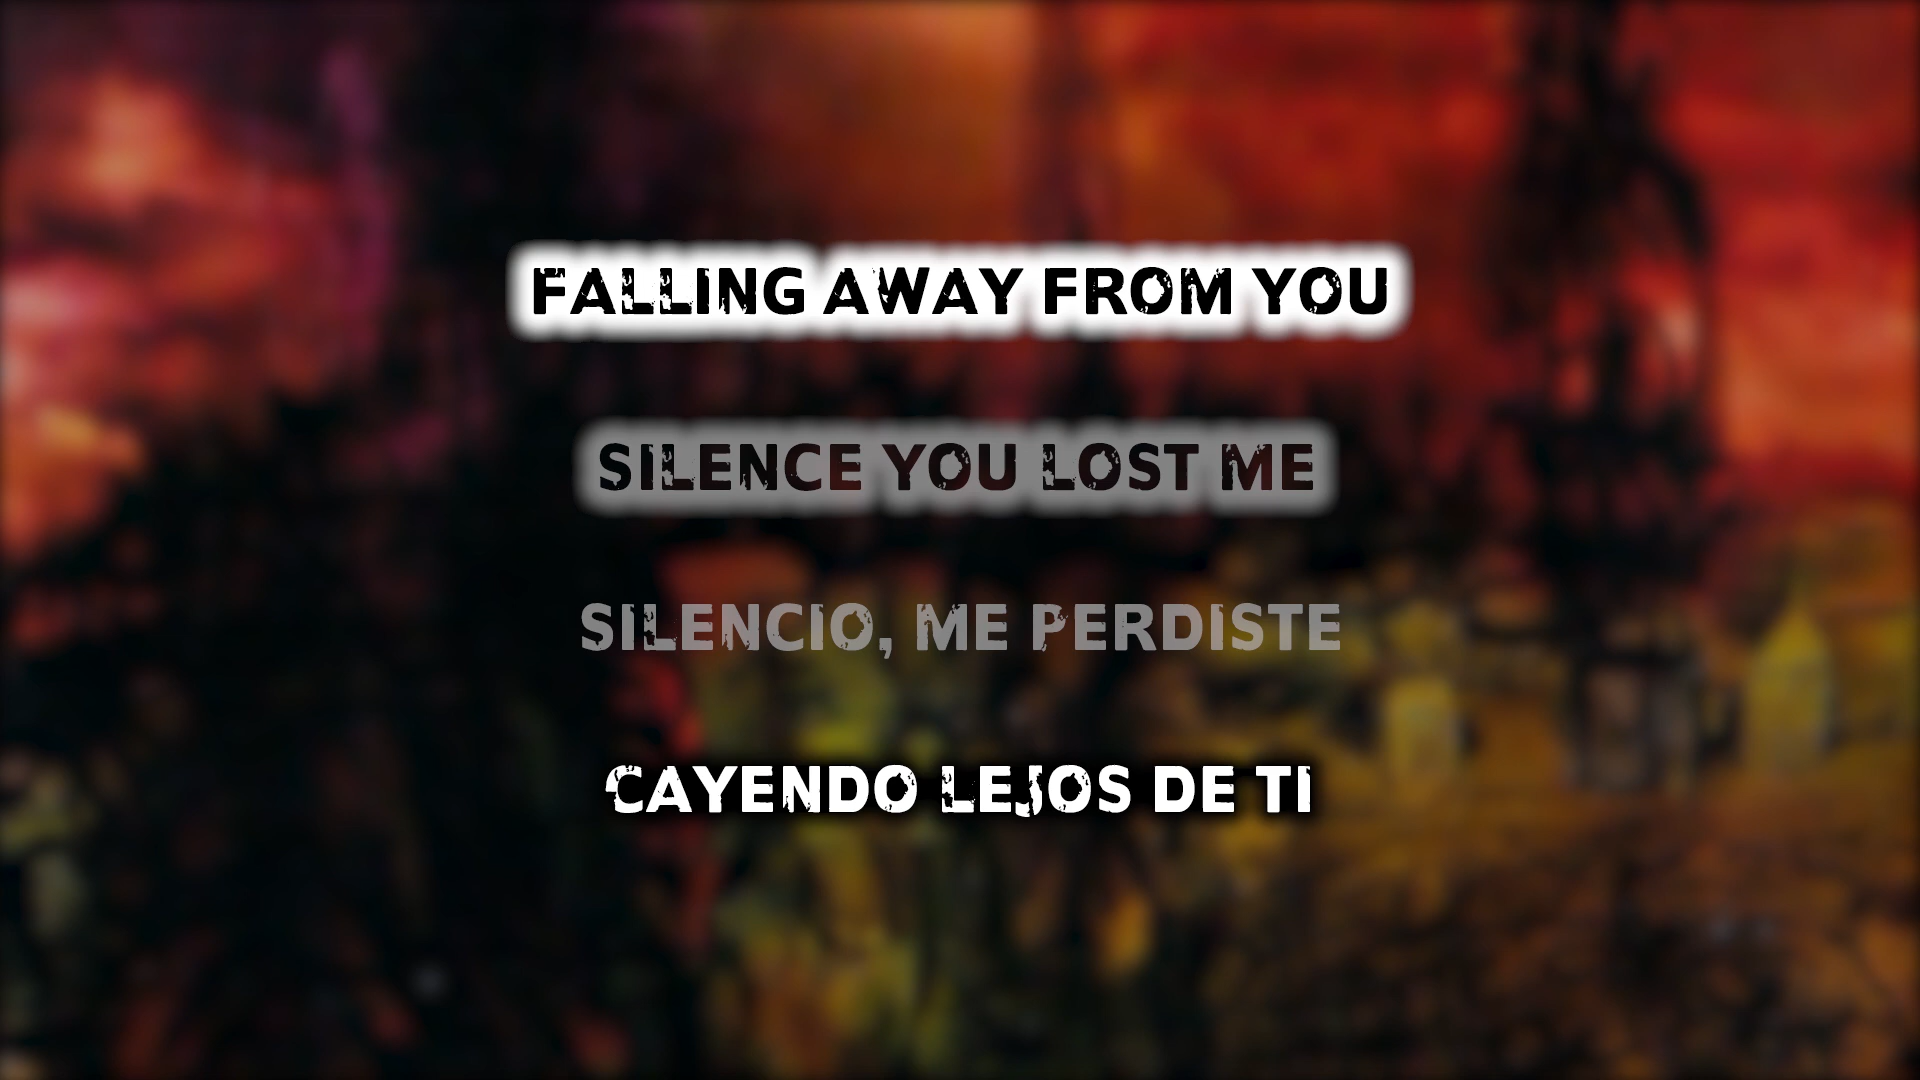 FALLING AWAY FROM YOU
SILENCE YOU LOST ME
SILENCIO, ME PERDISTE
CAYENDO LEJOS DE TI